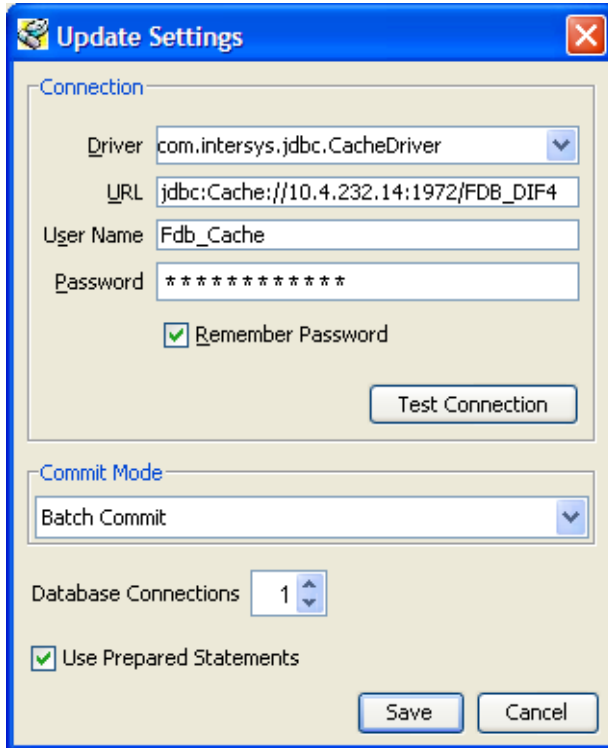 Update Settings
Connection
Driver com.intersys.jdbc.CacheDriver
URL jdbc:Cache://10.4.232.14:1972/FDB_DIF4
User Name Fdb_Cache
Password ************
Remember Password
Test Connection
Commit Mode
Batch Commit
Database Connections 1
Use Prepared Statements
Save Cancel